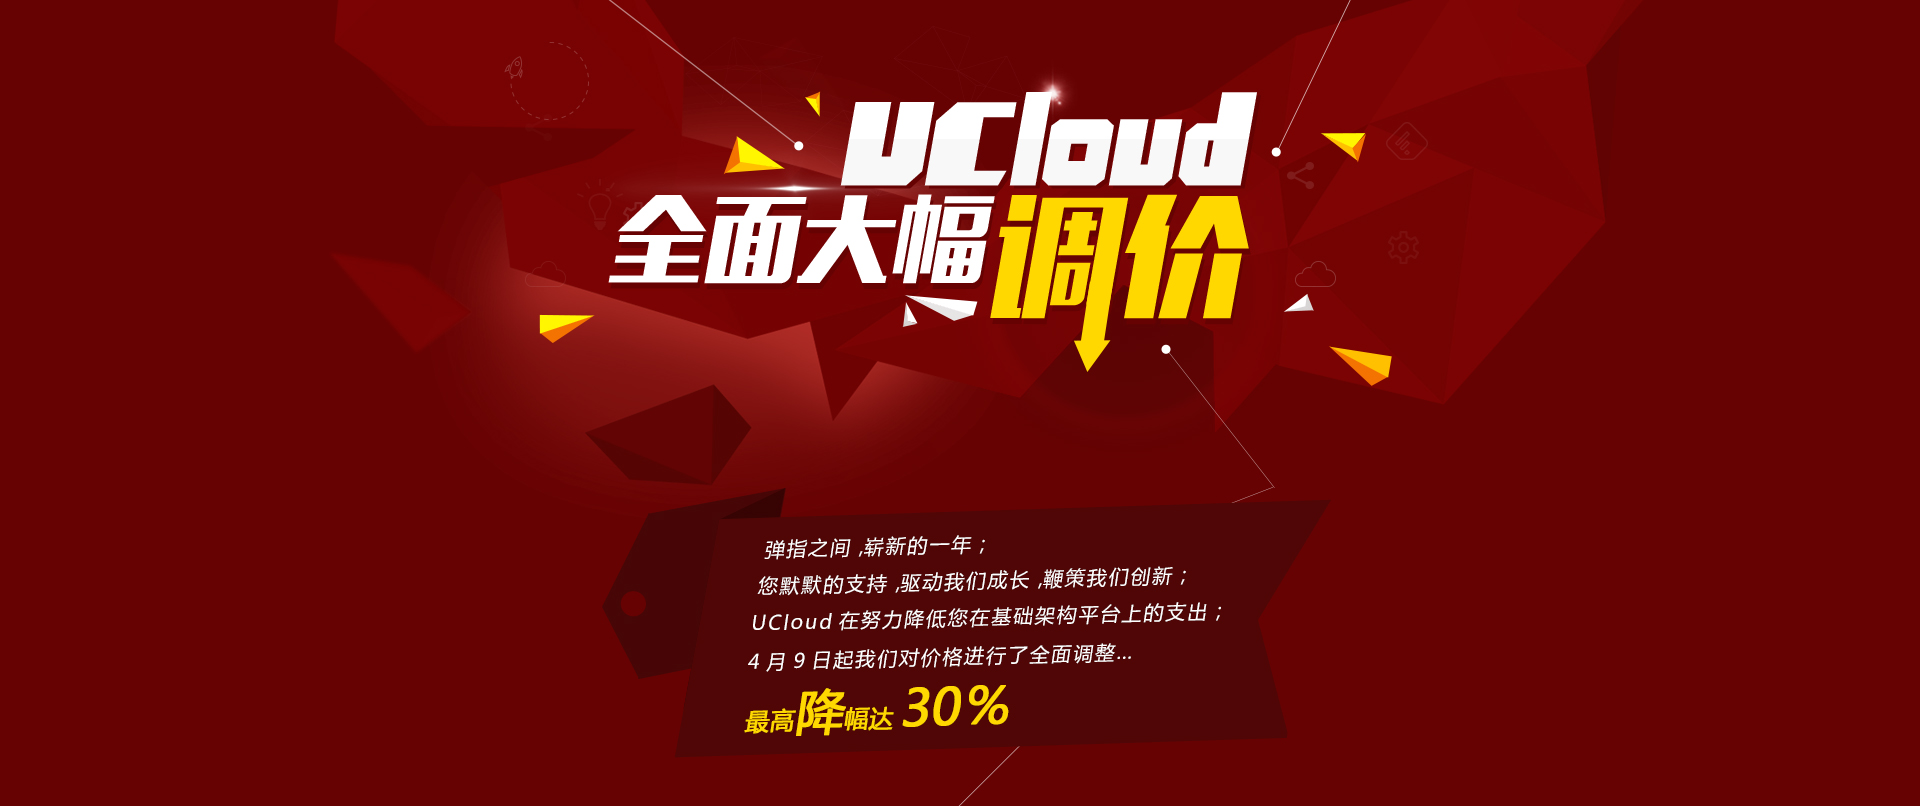 UCloud
全面大幅调价
弹指之间,崭新的一年;
您默默的支持,驱动我们成长,鞭策我们创新;
UCloud 在努力降低您在基础架构平台上的支出;
4 月 9 日起我们对价格进行了全面调整...
最高降幅达 30%